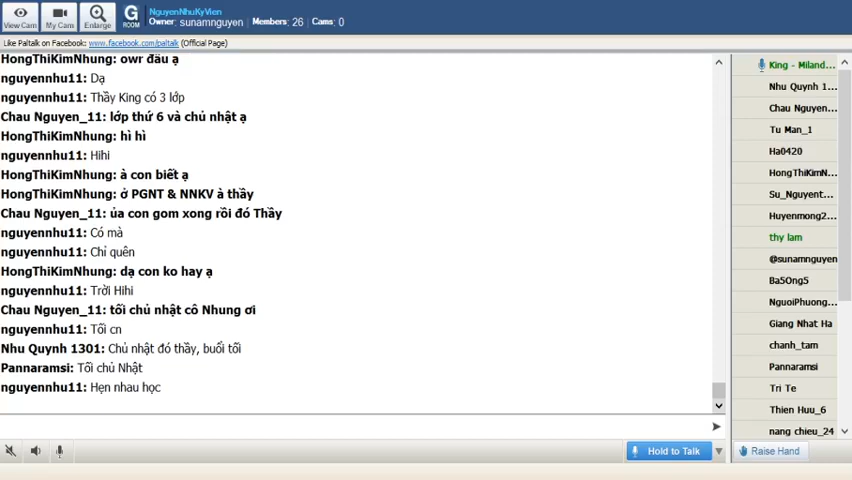 NguyenNhuKyVien
Owner: sunamnguyen Members: 26 Cams: 0
View Cam
My Cam
Enlarge
G
ROOM
Like Paltalk on Facebook: www.facebook.com/paltalk (Official Page)
HongThiKimNhung: owr đâu ạ
nguyennhu11: Dạ
nguyennhu11: Thầy King có 3 lớp
Chau Nguyen_11: lớp thứ 6 và chủ nhật ạ
HongThiKimNhung: hì hì
nguyennhu11: Hihi
HongThiKimNhung: à con biết ạ
HongThiKimNhung: ở PGNT & NNKV à thầy
Chau Nguyen_11: ủa con gom xong rồi đó Thầy
nguyennhu11: Có mà
nguyennhu11: Chỉ quên
HongThiKimNhung: dạ con ko hay ạ
nguyennhu11: Trời Hihi
Chau Nguyen_11: tối chủ nhật cô Nhung ơi
nguyennhu11: Tối cn
Nhu Quynh 1301: Chủ nhật đó thầy, buổi tối
Pannaramsi: Tối chủ Nhật
nguyennhu11: Hẹn nhau học
Hold to Talk
King - Miland...
Nhu Quynh 1...
Chau Nguyen...
Tu Man_1
Ha0420
HongThiKimN...
Su_Nguyent...
Huyenmong2...
thy lam
@sunamnguyen
BaSOng5
NguoiPhuong...
Giang Nhat Ha
chanh_tam
Pannaramsi
Tri Te
Thien Huu_6
nang chieu_24
Raise Hand